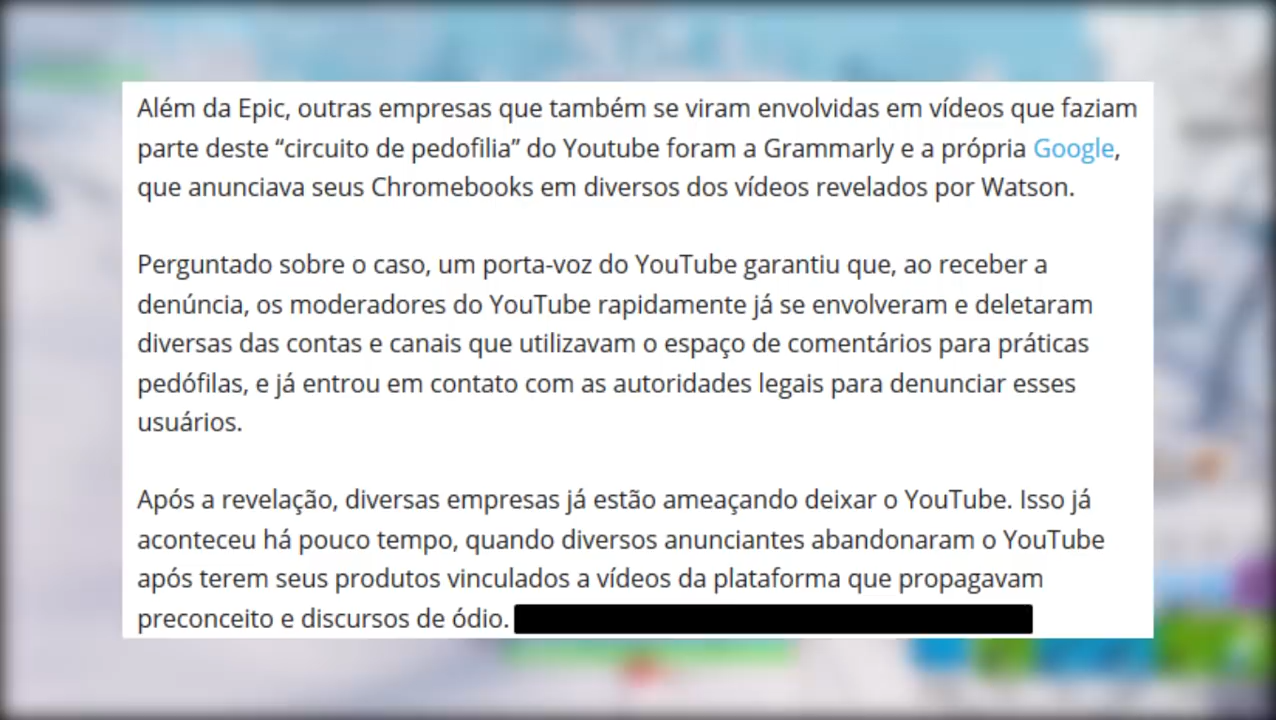 Além da Epic, outras empresas que também se viram envolvidas em vídeos que faziam
parte deste “circuito de pedofilia” do Youtube foram a Grammarly e a própria Google,
que anunciava seus Chromebooks em diversos dos vídeos revelados por Watson.
Perguntado sobre o caso, um porta-voz do YouTube garantiu que, ao receber a
denúncia, os moderadores do YouTube rapidamente já se envolveram e deletaram
diversas das contas e canais que utilizavam o espaço de comentários para práticas
pedófilas, e já entrou em contato com as autoridades legais para denunciar esses
usuários.
Após a revelação, diversas empresas já estão ameaçando deixar o YouTube. Isso já
aconteceu há pouco tempo, quando diversos anunciantes abandonaram o YouTube
após terem seus produtos vinculados a vídeos da plataforma que propagavam
preconceito e discursos de ódio.